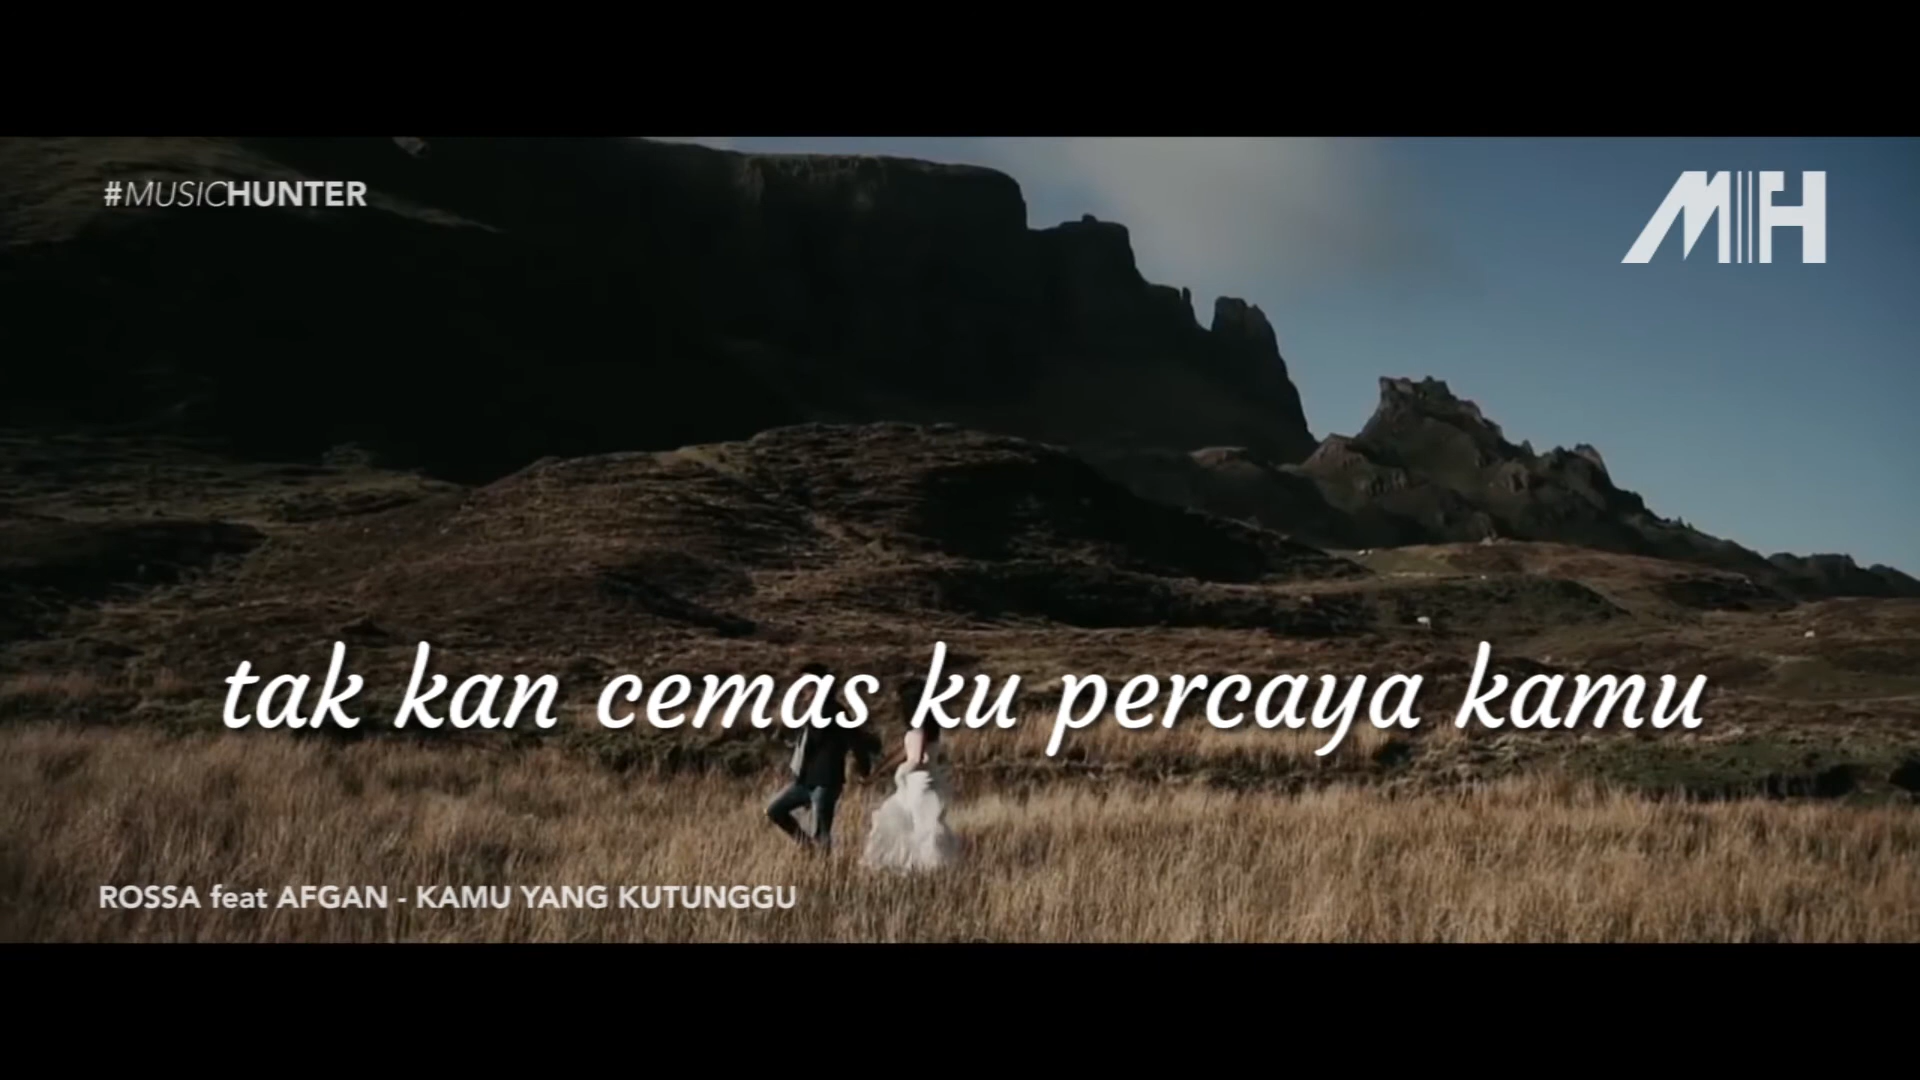 #MUSICHUNTER
MH
tak kan cemas ku percaya kamu
ROSSA feat AFGAN - KAMU YANG KUTUNGGU